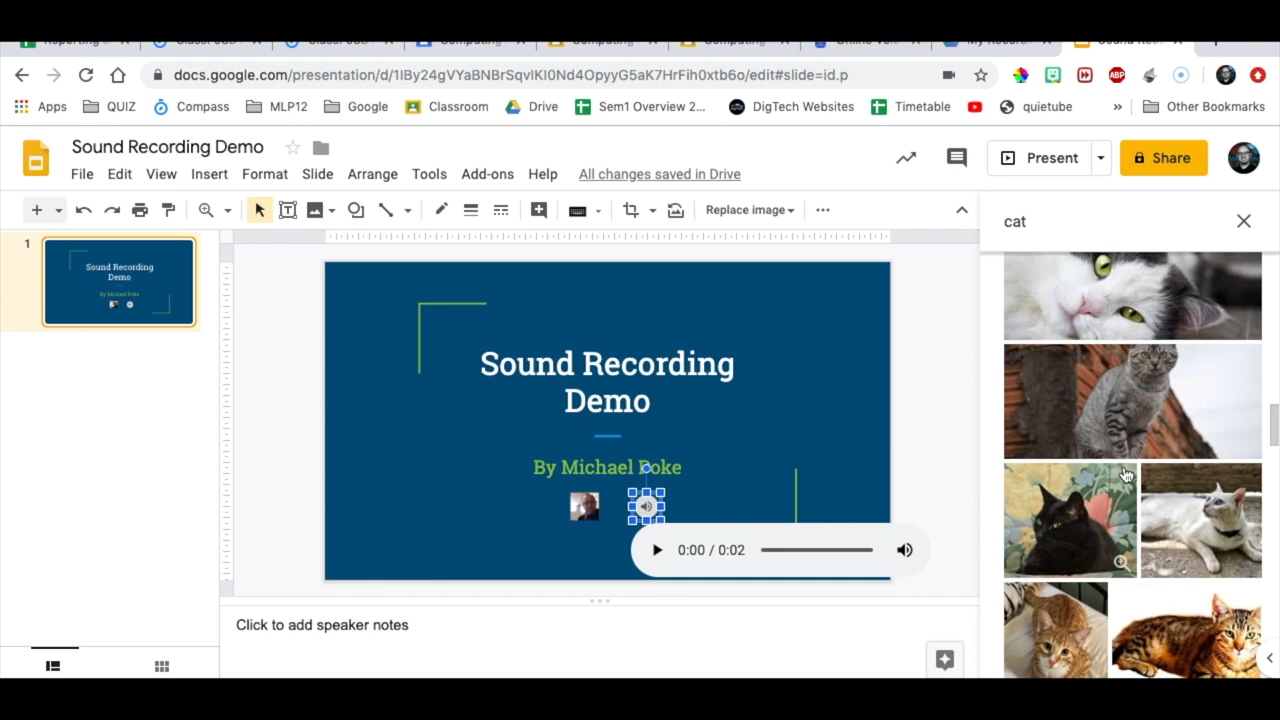 docs.google.com/presentation/d/1lBy24gVYaBNBrSqvIKI0Nd4OpyyG5aK7HrFih0xtb6o/edit#slide=id.p
ABP
Apps QUIZ Compass MLP12 Google Classroom Drive Sem1 Overview 2... DigTech Websites Timetable quietube » Other Bookmarks
Sound Recording Demo
Present
Share
File Edit View Insert Format Slide Arrange Tools Add-ons Help All changes saved in Drive
Replace image
cat
1
Sound Recording
Demo
By Michael Poke
Sound Recording
Demo
By Michael Poke
0:00 / 0:02
Click to add speaker notes